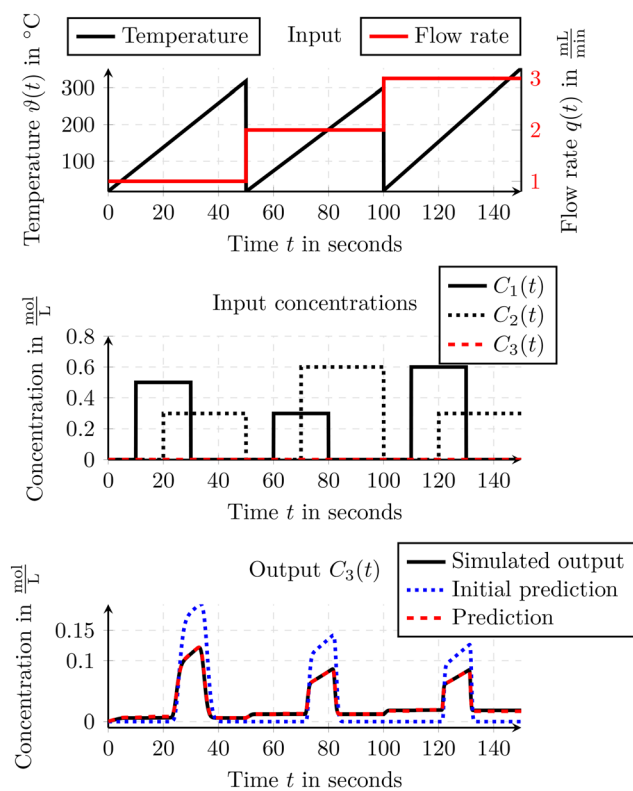 Temperature Input Flow rate
Temperature ϑ(t) in °C
300
200
100
3
2
1
Flow rate q(t) in mL/min
0 20 40 60 80 100 120 140
Time t in seconds
Input concentrations
C₁(t)
C₂(t)
C₃(t)
Concentration in mol/L
0.8
0.6
0.4
0.2
0
0 20 40 60 80 100 120 140
Time t in seconds
Output C₃(t)
Simulated output
Initial prediction
Prediction
Concentration in mol/L
0.15
0.1
0
0 20 40 60 80 100 120 140
Time t in seconds